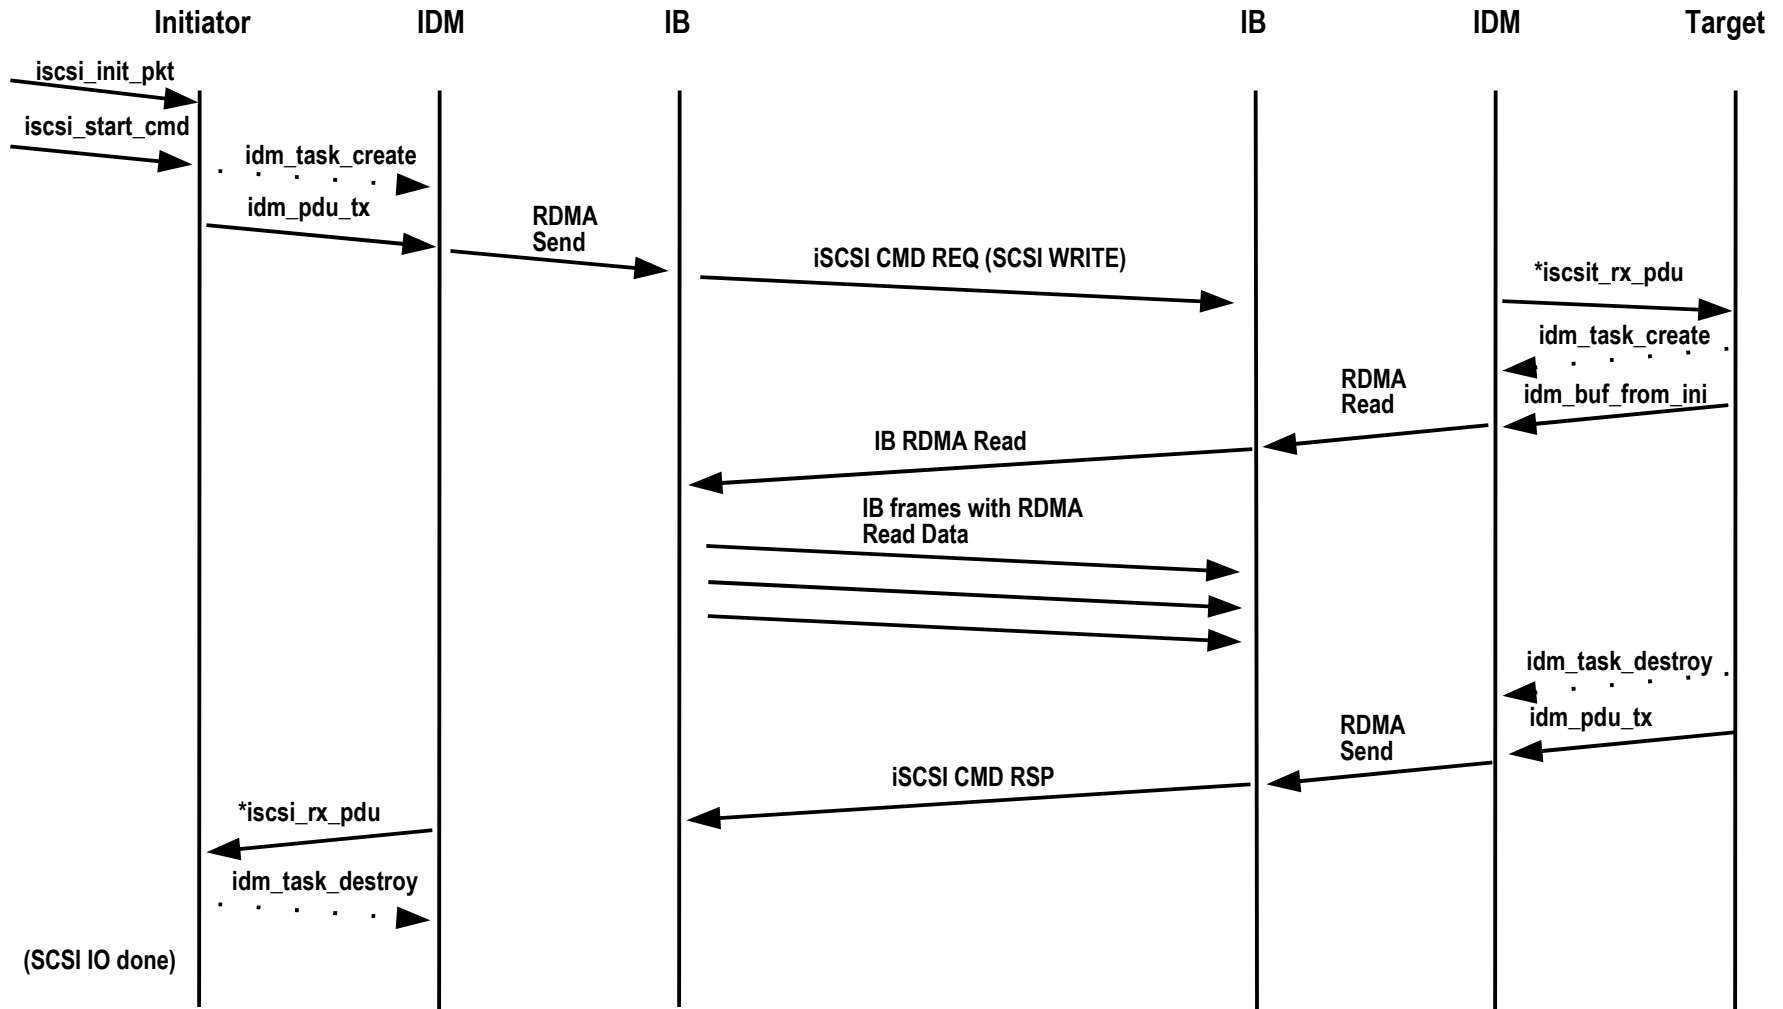 Initiator IDM IB IB IDM Target
iscsi_init_pkt
iscsi_start_cmd
idm_task_create
idm_pdu_tx
RDMA
Send
iSCSI CMD REQ (SCSI WRITE)
*iscsit_rx_pdu
idm_task_create
RDMA
Read
idm_buf_from_ini
IB RDMA Read
IB frames with RDMA
Read Data
idm_task_destroy
idm_pdu_tx
RDMA
Send
iSCSI CMD RSP
*iscsi_rx_pdu
idm_task_destroy
(SCSI IO done)